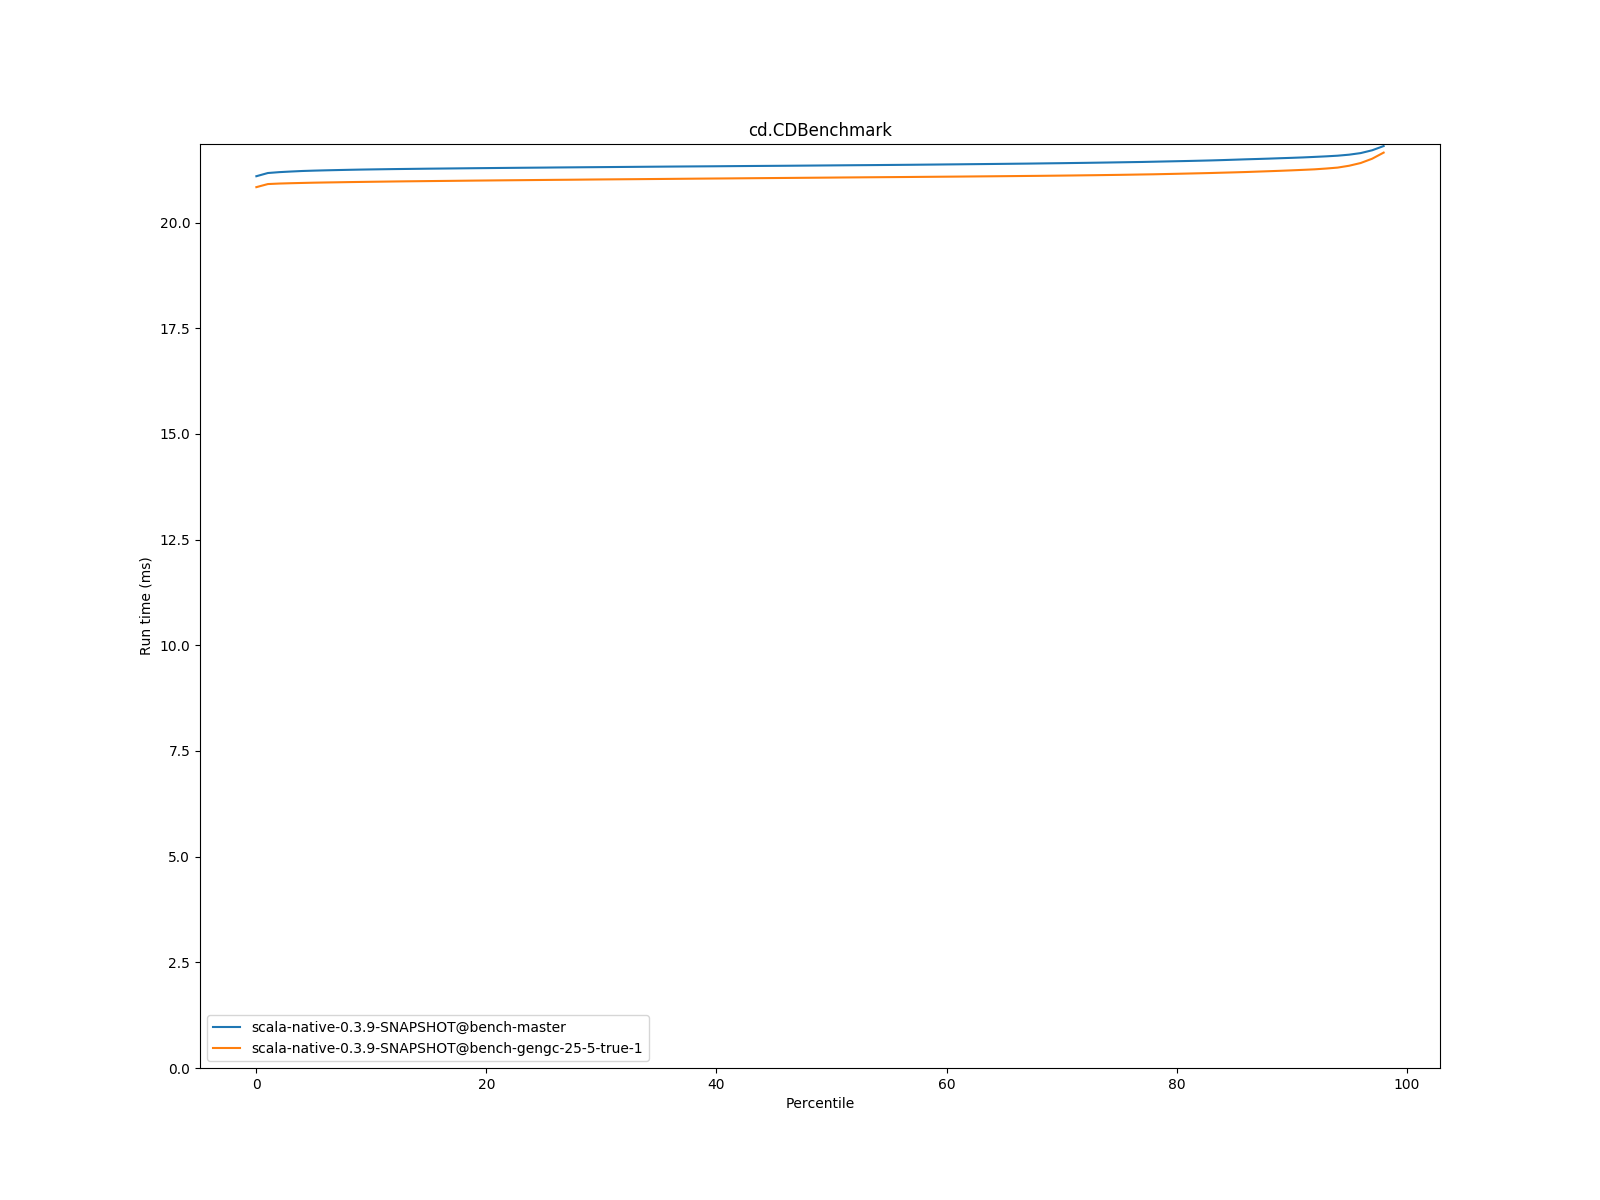 cd.CDBenchmark
20.0
17.5
15.0
12.5
10.0
7.5
5.0
2.5
0.0
Run time (ms)
scala-native-0.3.9-SNAPSHOT@bench-master
scala-native-0.3.9-SNAPSHOT@bench-gengc-25-5-true-1
0 20 40 60 80 100
Percentile